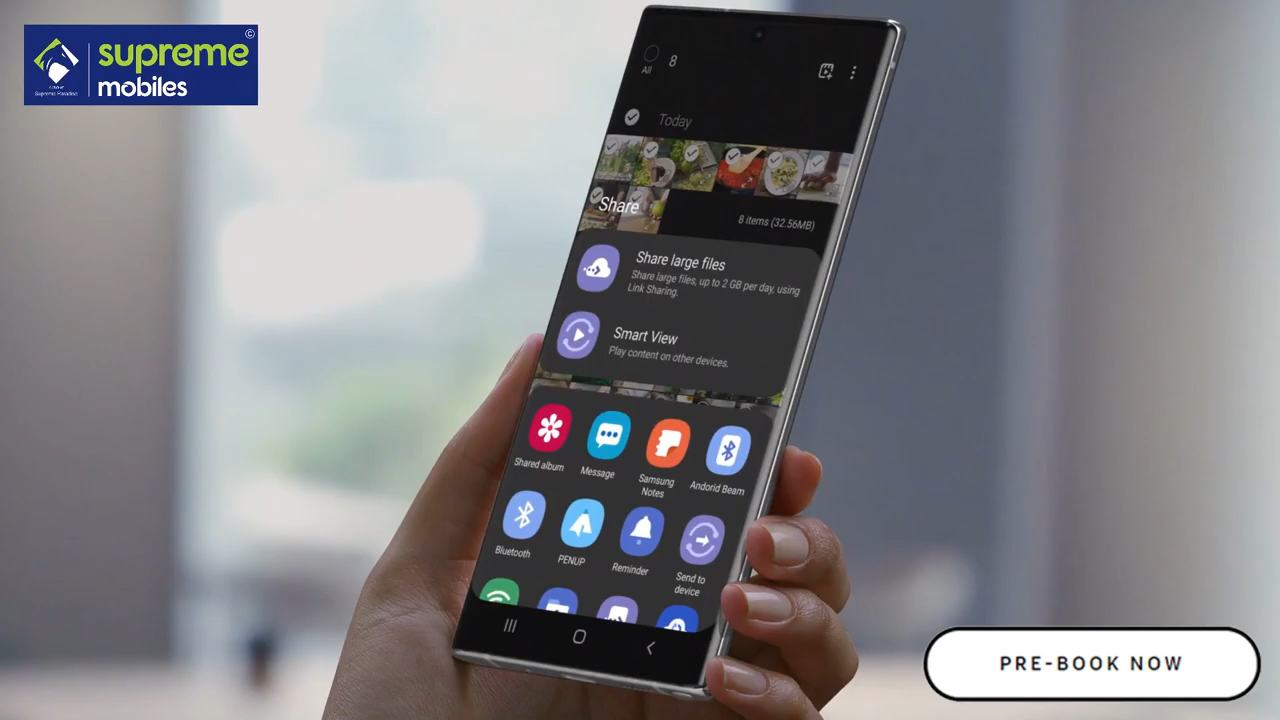 supreme
©
mobiles
Supreme Paradise
All
8
Today
Share
8 items (32.56MB)
Share large files
Share large files, up to 2 GB per day, using
Link Sharing.
Smart View
Play content on other devices.
Shared album
Message
Samsung
Notes
Andorid Beam
Bluetooth
PENUP
Reminder
Send to
device
PRE-BOOK NOW